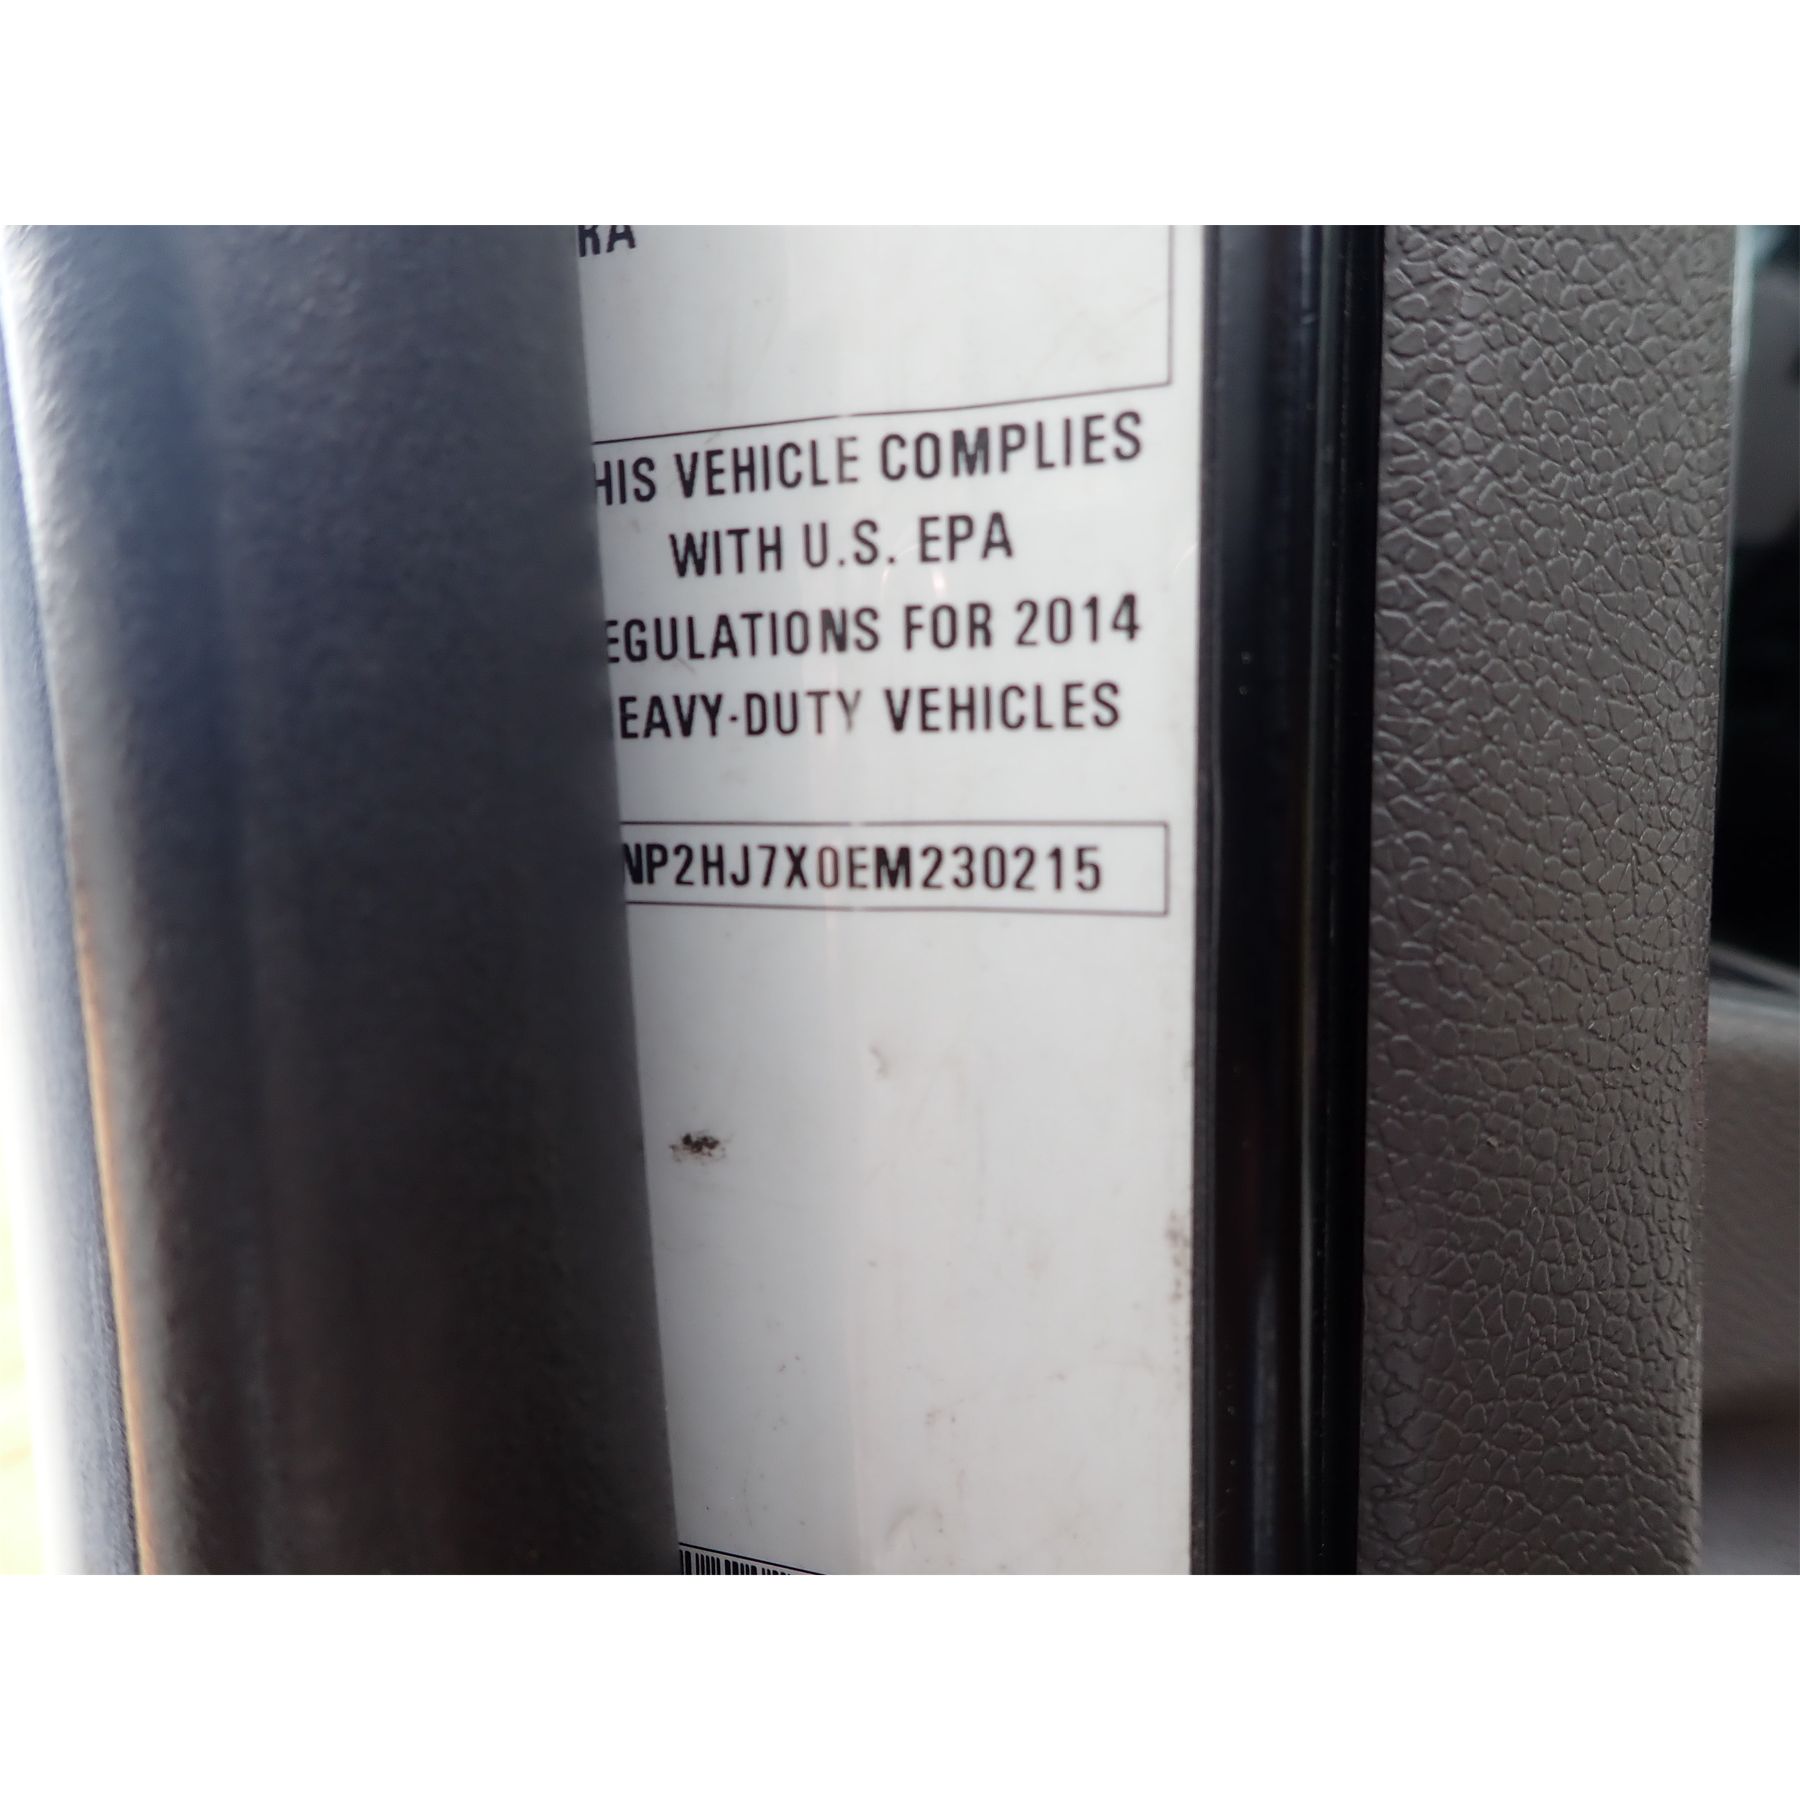 RA
HIS VEHICLE COMPLIES
WITH U.S. EPA
EGULATIONS FOR 2014
EAVY-DUTY VEHICLES
NP2HJ7X0EM230215